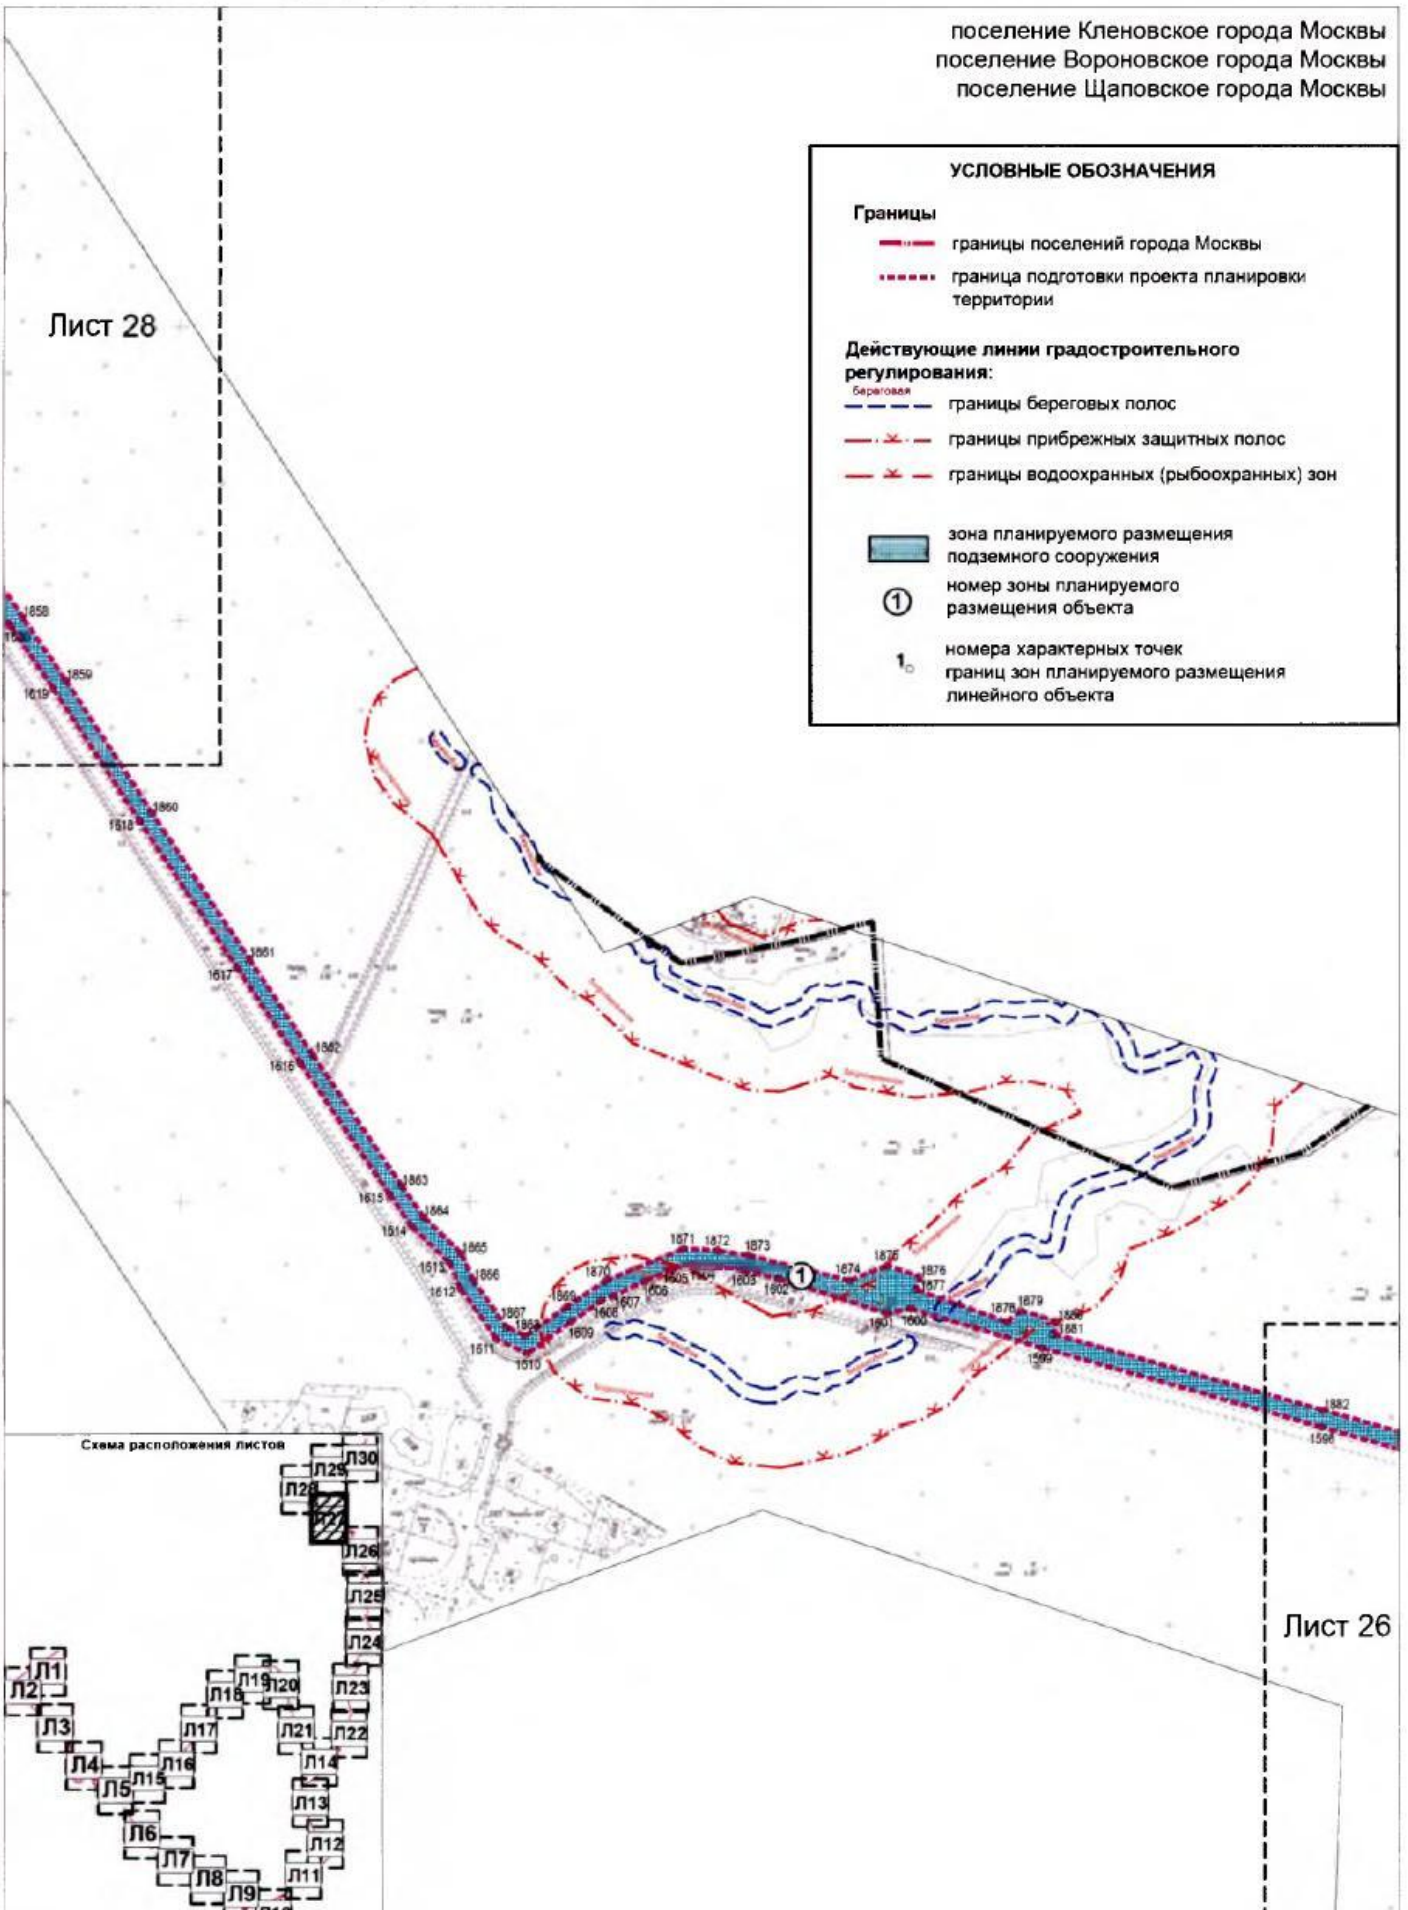 поселение Кленовское города Москвы
поселение Вороновское города Москвы
поселение Щаповское города Москвы
УСЛОВНЫЕ ОБОЗНАЧЕНИЯ
Границы
границы поселений города Москвы
граница подготовки проекта планировки
территории
Действующие линии градостроительного
регулирования:
береговая
границы береговых полос
границы прибрежных защитных полос
границы водоохранных (рыбоохранных) зон
зона планируемого размещения
подземного сооружения
1
номер зоны планируемого
размещения объекта
1
номера характерных точек
границ зон планируемого размещения
линейного объекта
Лист 28
1858
1859
1619
1860
1618
1861
1617
1862
1616
1863
1615
1864
1614
1865
1613
1866
1612
1867
1868
1611
1610
1869
1609
1870
1608
1607
1606
1605
1604
1871
1872
1873
1603
1602
1
1874
1875
1876
1877
1601
1600
1878
1879
1880
1881
1599
1882
1598
Лист 26
Схема расположения листов
Л30
Л29
Л28
Л27
Л26
Л25
Л24
Л23
Л22
Л1
Л2
Л3
Л4
Л5
Л6
Л7
Л8
Л9
Л11
Л12
Л13
Л14
Л15
Л16
Л17
Л18
Л19
Л20
Л21